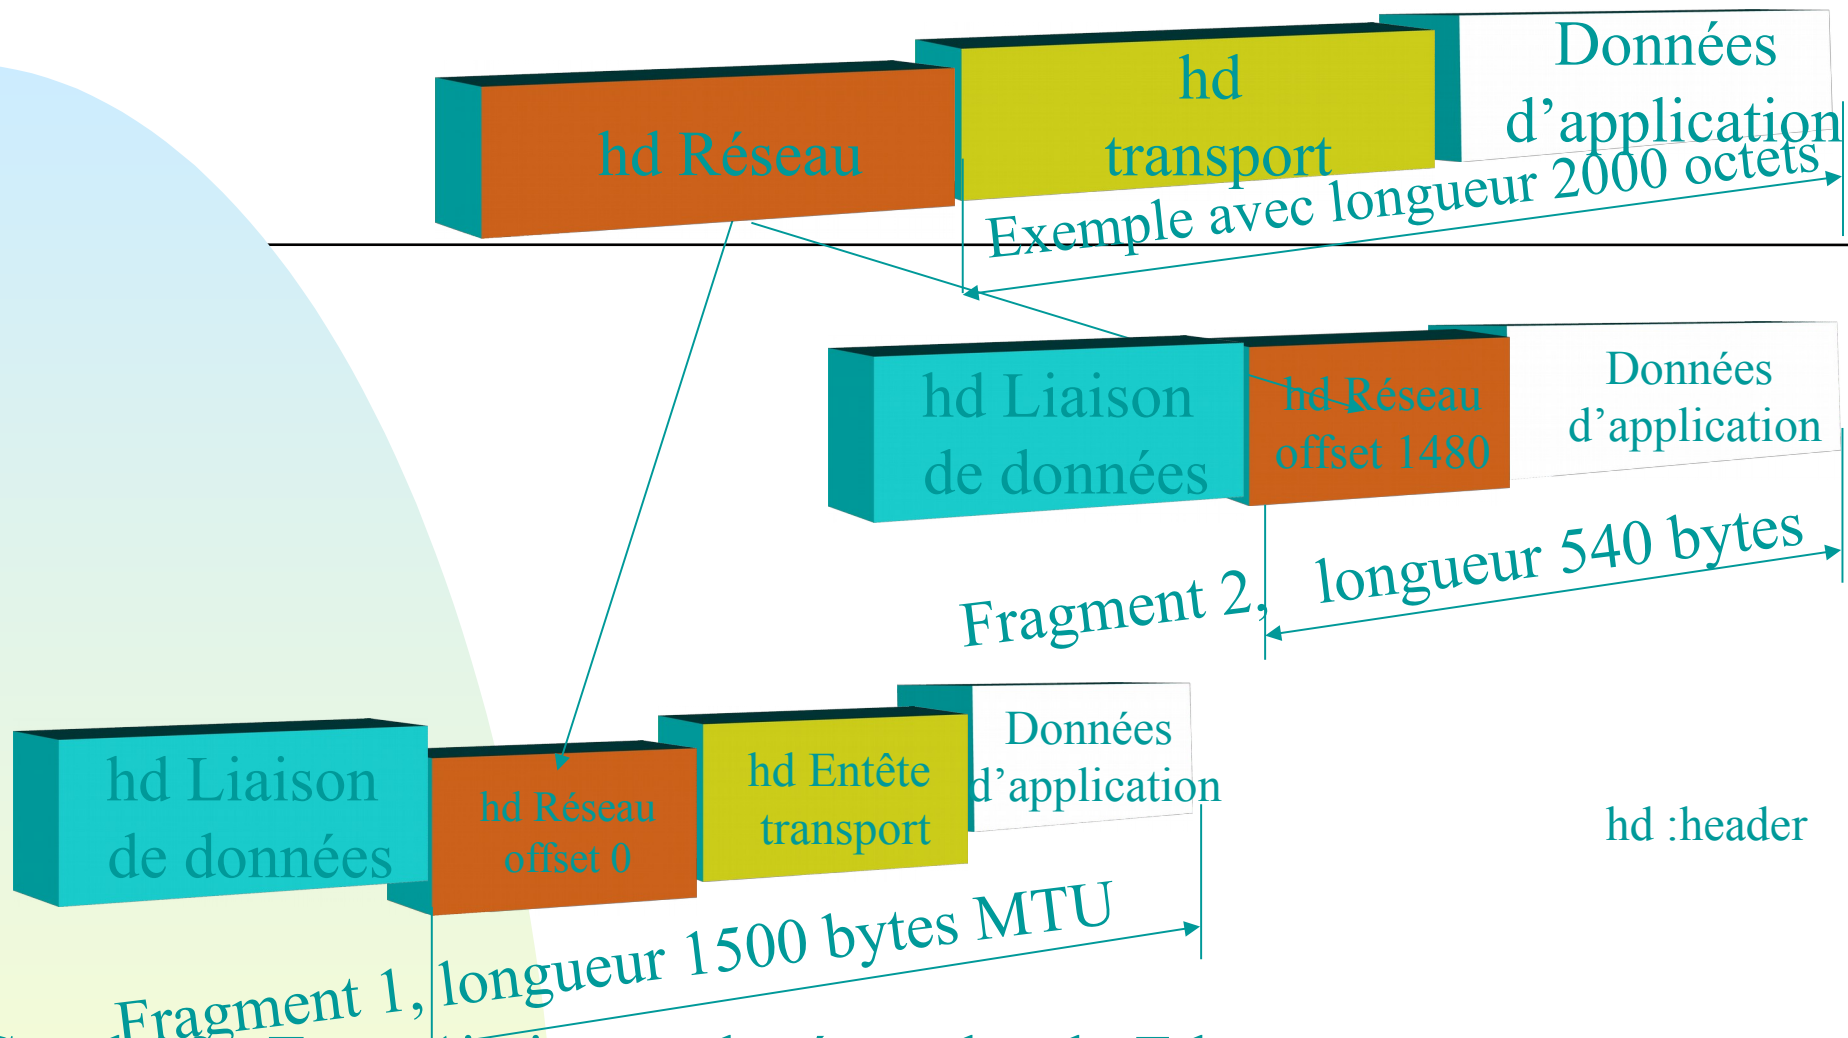 hd Réseau
hd
transport
Données
d’application
Exemple avec longueur 2000 octets
hd Liaison
de données
hd Réseau
offset 1480
Données
d’application
Fragment 2, longueur 540 bytes
hd Liaison
de données
hd Réseau
offset 0
hd Entête
transport
Données
d’application
hd :header
Fragment 1, longueur 1500 bytes MTU